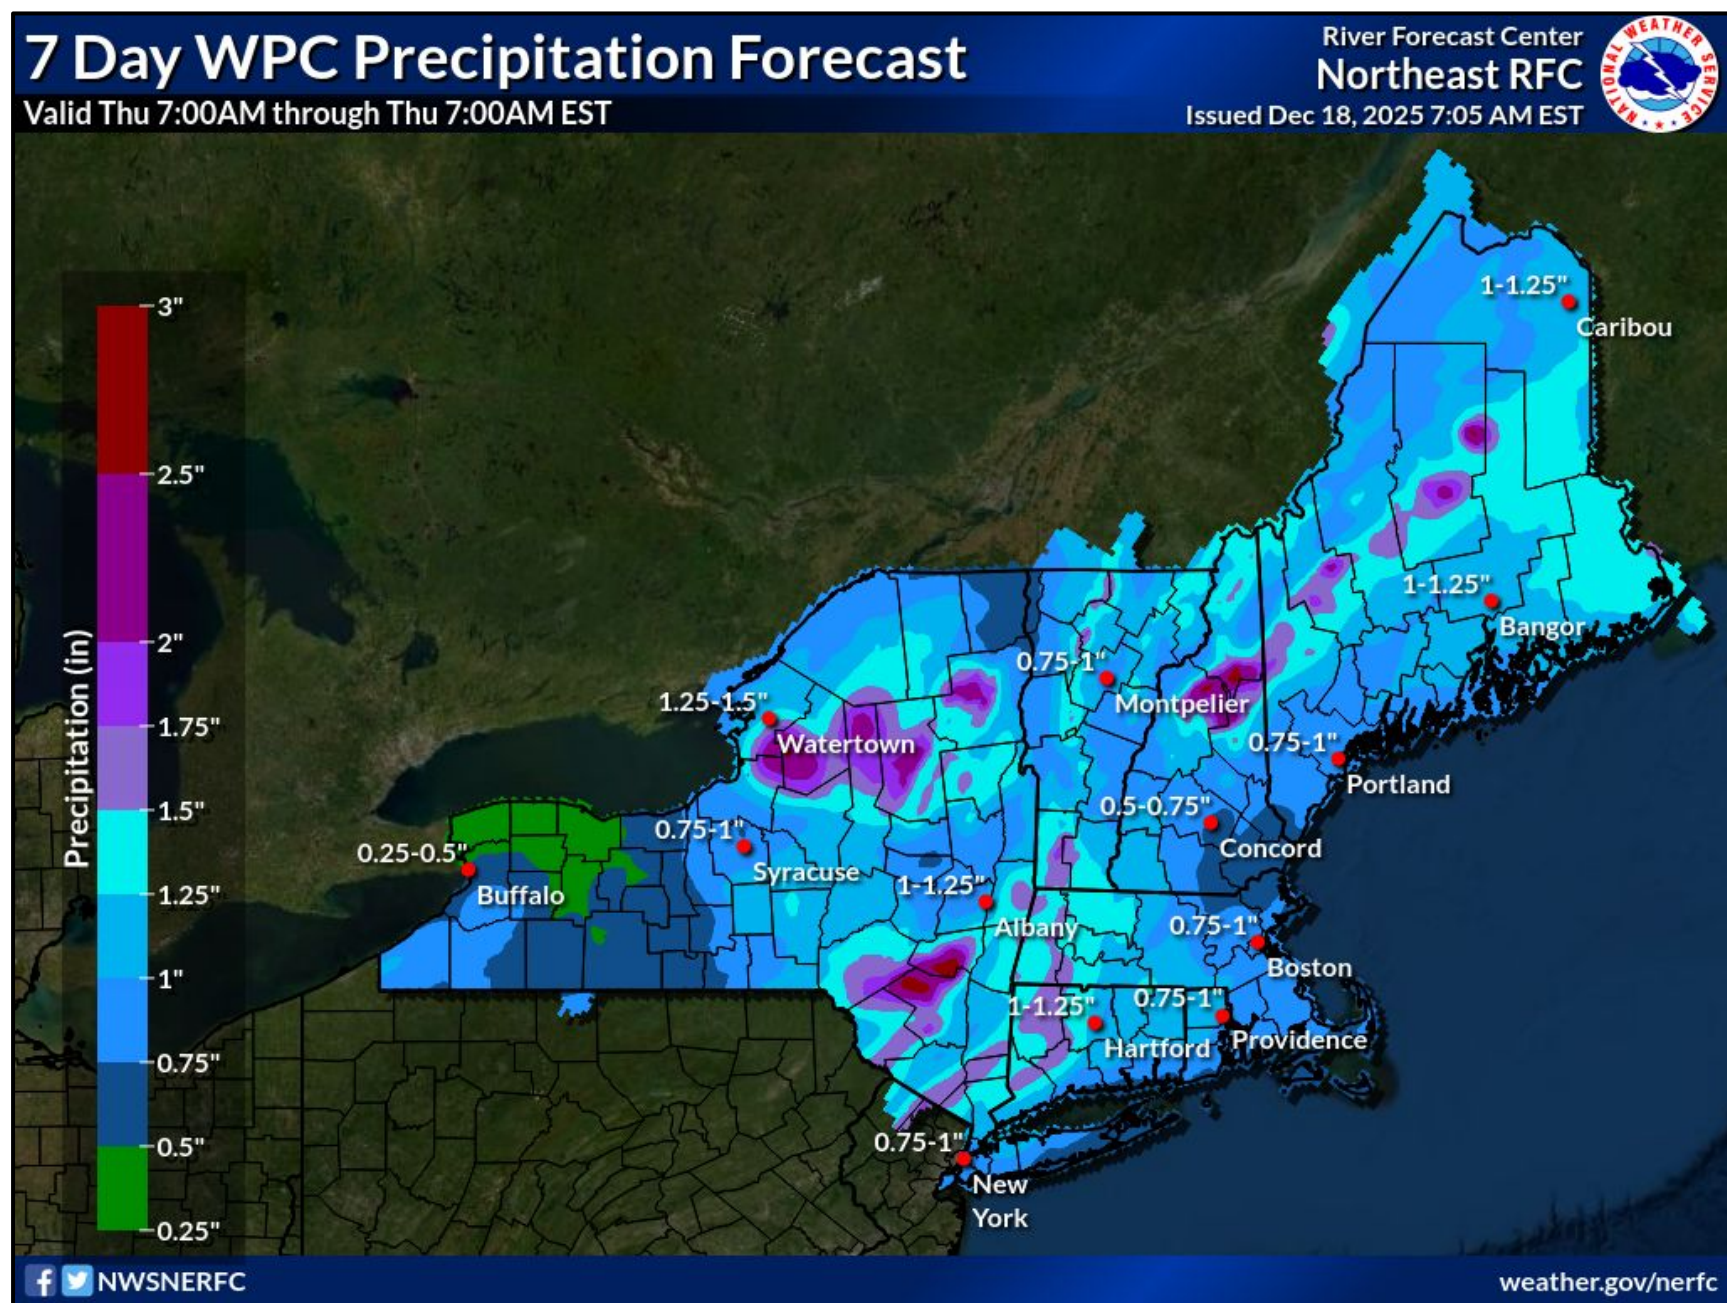 7 Day WPC Precipitation Forecast
Valid Thu 7:00AM through Thu 7:00AM EST
River Forecast Center
Northeast RFC
Issued Dec 18, 2025 7:05 AM EST
NATIONAL WEATHER SERVICE
Precipitation (in)
3"
2.5"
2"
1.75"
1.5"
1.25"
1"
0.75"
0.5"
0.25"
1-1.25"
Caribou
1-1.25"
Bangor
0.75-1"
Montpelier
1.25-1.5"
Watertown
0.75-1"
Portland
0.5-0.75"
Concord
0.75-1"
Syracuse
0.25-0.5"
Buffalo
1-1.25"
Albany
0.75-1"
Boston
1-1.25"
Hartford
0.75-1"
Providence
0.75-1"
New
York
NWSNERFC
weather.gov/nerfc